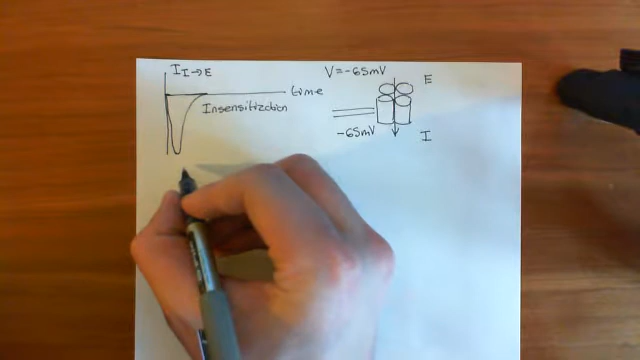 I I→E
time
Insensitization
V=-65mV
E
-65mV
I